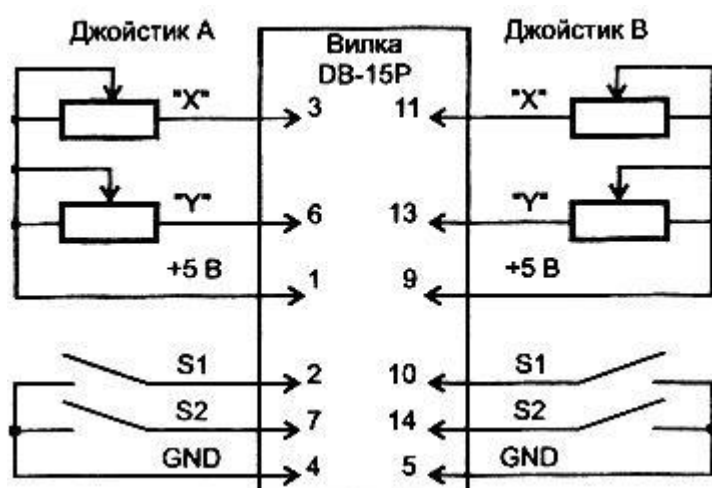 Джойстик А Вилка Джойстик В
DB-15P
"X" 3 11 "X"
"Y" 6 13 "Y"
+5 В 1 9 +5 В
S1 2 10 S1
S2 7 14 S2
GND 4 5 GND